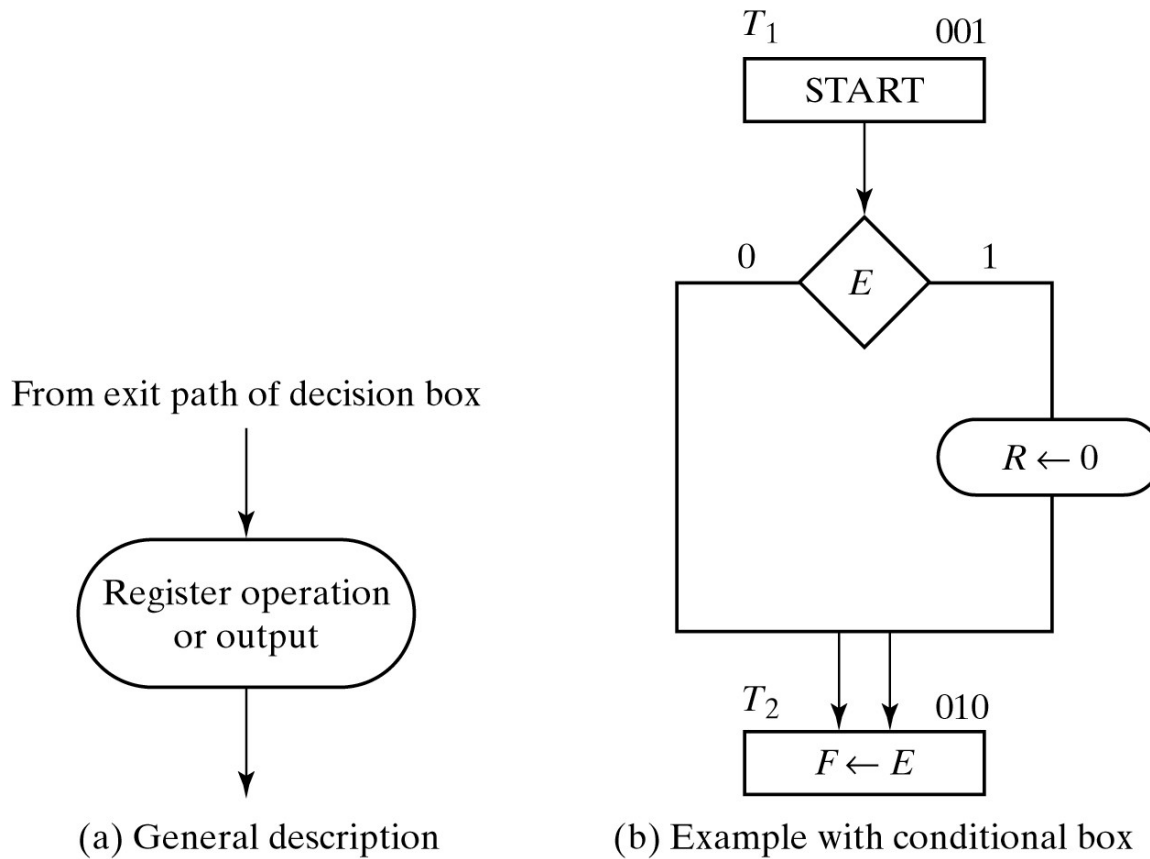 T1 001
START
0 E 1
R ← 0
T2 010
F ← E
From exit path of decision box
Register operation
or output
(a) General description
(b) Example with conditional box